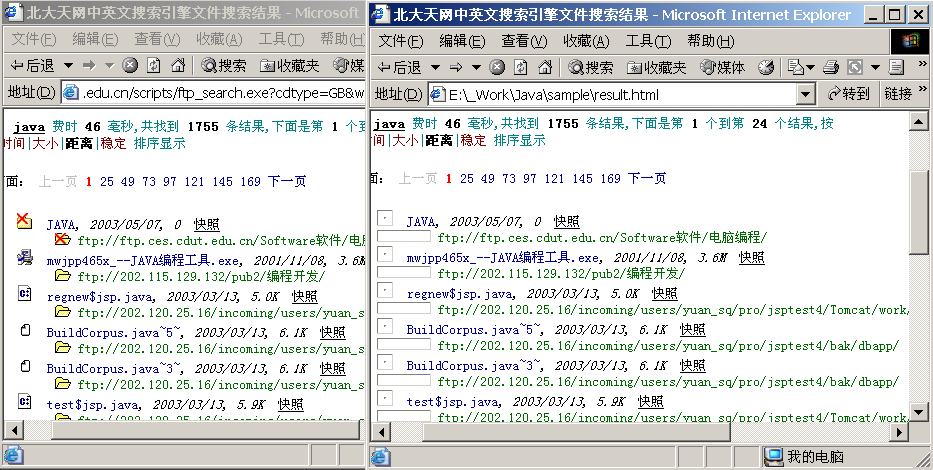 北大天网中英文搜索引擎文件搜索结果 - Microsoft
文件(F) 编辑(E) 查看(V) 收藏(A) 工具(T) 帮助(H)
后退 搜索 收藏夹 媒
地址(D) .edu.cn/scripts/ftp_search.exe?cdtype=GB&w
java 费时 46 毫秒,共找到 1755 条结果,下面是第 1 个到
时间|大小|距离|稳定 排序显示
面: 上一页 1 25 49 73 97 121 145 169 下一页
JAVA, 2003/05/07, 0 快照
ftp://ftp.ces.cdut.edu.cn/Software软件/电脑
mwjpp465x_--JAVA编程工具.exe, 2001/11/08, 3.6M
ftp://202.115.129.132/pub2/编程开发/
regnew$jsp.java, 2003/03/13, 5.0K 快照
ftp://202.120.25.16/incoming/users/yuan_s
BuildCorpus.java~5~, 2003/03/13, 6.1K 快照
ftp://202.120.25.16/incoming/users/yuan_s
BuildCorpus.java~3~, 2003/03/13, 6.1K 快照
ftp://202.120.25.16/incoming/users/yuan_s
test$jsp.java, 2003/03/13, 5.9K 快照
ftp://202.120.25.16/incoming/users/yuan_s
北大天网中英文搜索引擎文件搜索结果 - Microsoft Internet Explorer
文件(F) 编辑(E) 查看(V) 收藏(A) 工具(T) 帮助(H)
后退 搜索 收藏夹 媒体
地址(D) E:\_Work\Java\sample\result.html 转到 链接
java 费时 46 毫秒,共找到 1755 条结果,下面是第 1 个到第 24 个结果,按
时间|大小|距离|稳定 排序显示
面: 上一页 1 25 49 73 97 121 145 169 下一页
JAVA, 2003/05/07, 0 快照
ftp://ftp.ces.cdut.edu.cn/Software软件/电脑编程/
mwjpp465x_--JAVA编程工具.exe, 2001/11/08, 3.6M 快照
ftp://202.115.129.132/pub2/编程开发/
regnew$jsp.java, 2003/03/13, 5.0K 快照
ftp://202.120.25.16/incoming/users/yuan_sq/pro/jsptest4/Tomcat/work/
BuildCorpus.java~5~, 2003/03/13, 6.1K 快照
ftp://202.120.25.16/incoming/users/yuan_sq/pro/jsptest4/bak/dbapp/
BuildCorpus.java~3~, 2003/03/13, 6.1K 快照
ftp://202.120.25.16/incoming/users/yuan_sq/pro/jsptest4/bak/dbapp/
test$jsp.java, 2003/03/13, 5.9K 快照
ftp://202.120.25.16/incoming/users/yuan_sq/pro/jsptest4/Tomcat/work/
我的电脑